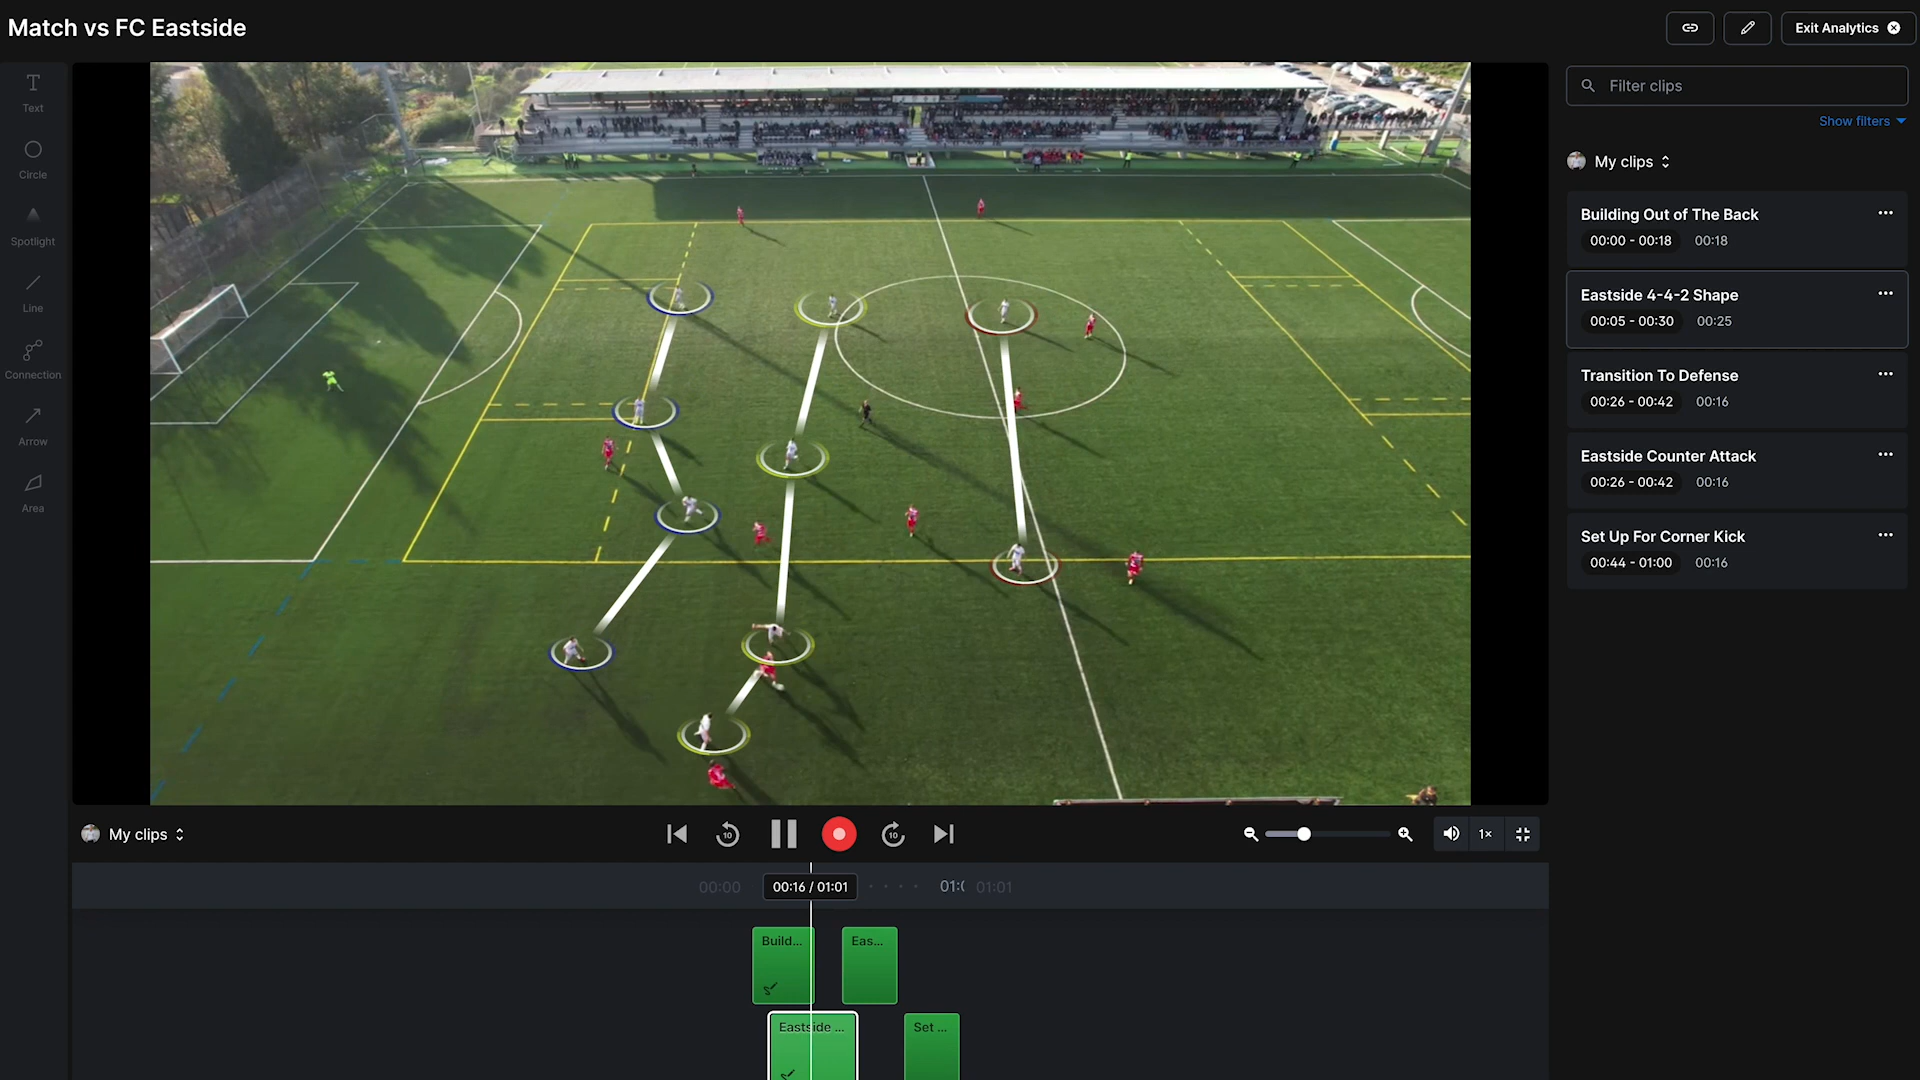 Match vs FC Eastside
Exit Analytics
Text
Circle
Spotlight
Line
Connection
Arrow
Area
Filter clips
Show filters
My clips
Building Out of The Back
00:00 - 00:18 00:18
Eastside 4-4-2 Shape
00:05 - 00:30 00:25
Transition To Defense
00:26 - 00:42 00:16
Eastside Counter Attack
00:26 - 00:42 00:16
Set Up For Corner Kick
00:44 - 01:00 00:16
My clips
10
10
1×
00:00
00:16 / 01:01
01:(
01:01
Build...
Eas...
Eastside ...
Set ...